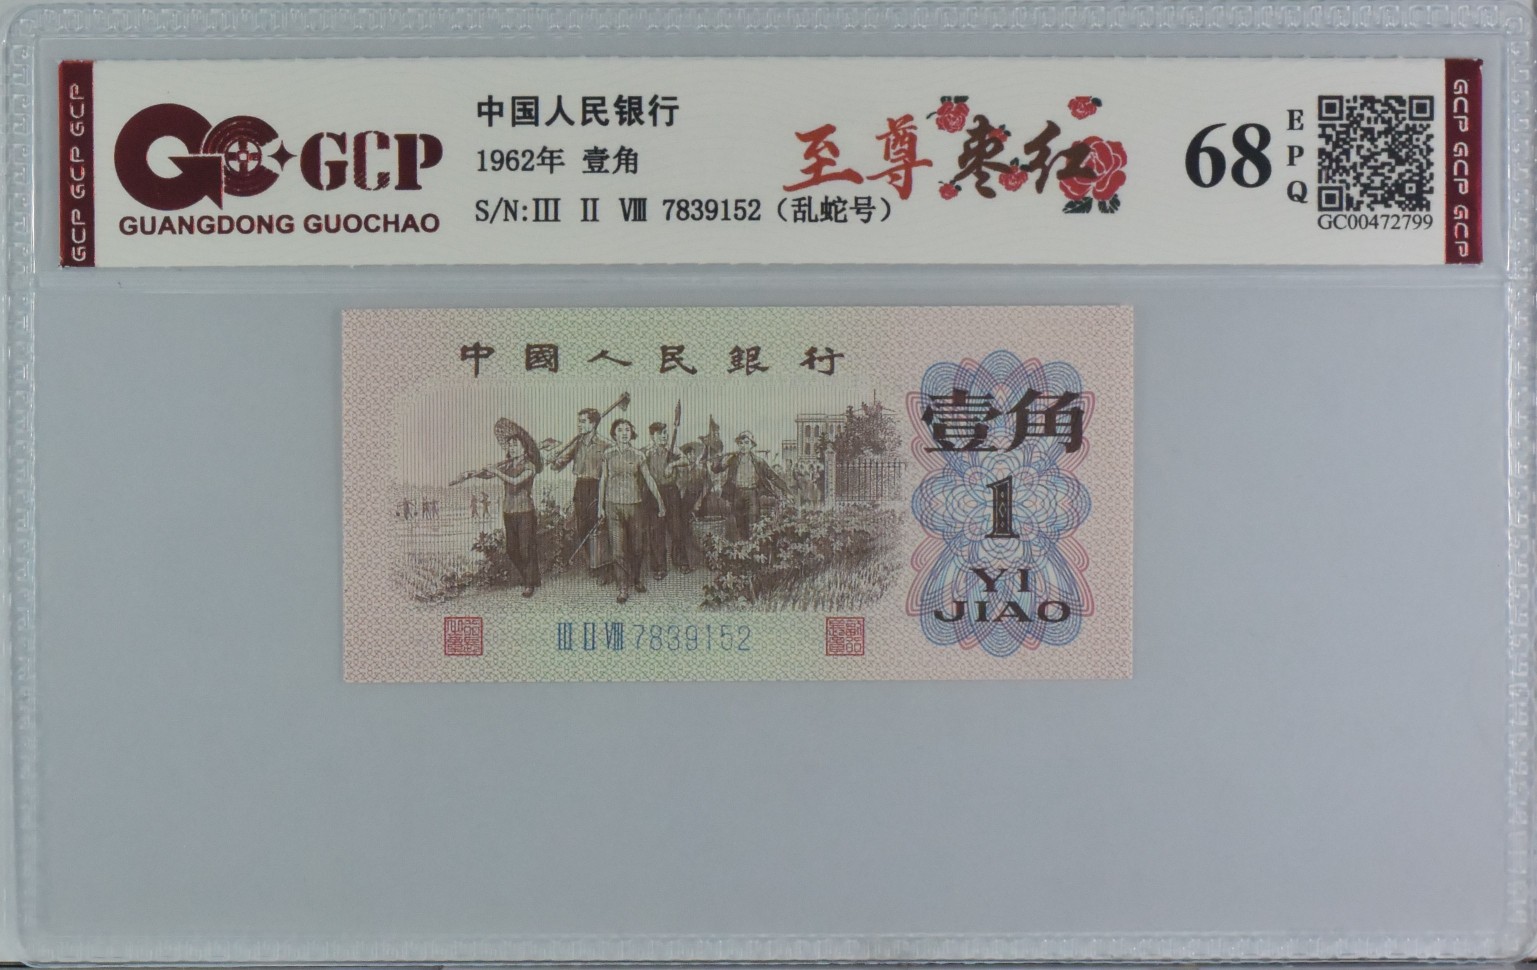 GCP GCP GCP
GCP
GUANGDONG GUOCHAO
中国人民银行
1962年 壹角
S/N:Ⅲ Ⅱ Ⅷ 7839152（乱蛇号）
至尊枣红
68
EPQ
GC00472799
GCP GCP GCP
中國人民銀行
壹角
1
YI
JIAO
Ⅲ Ⅱ Ⅷ 7839152